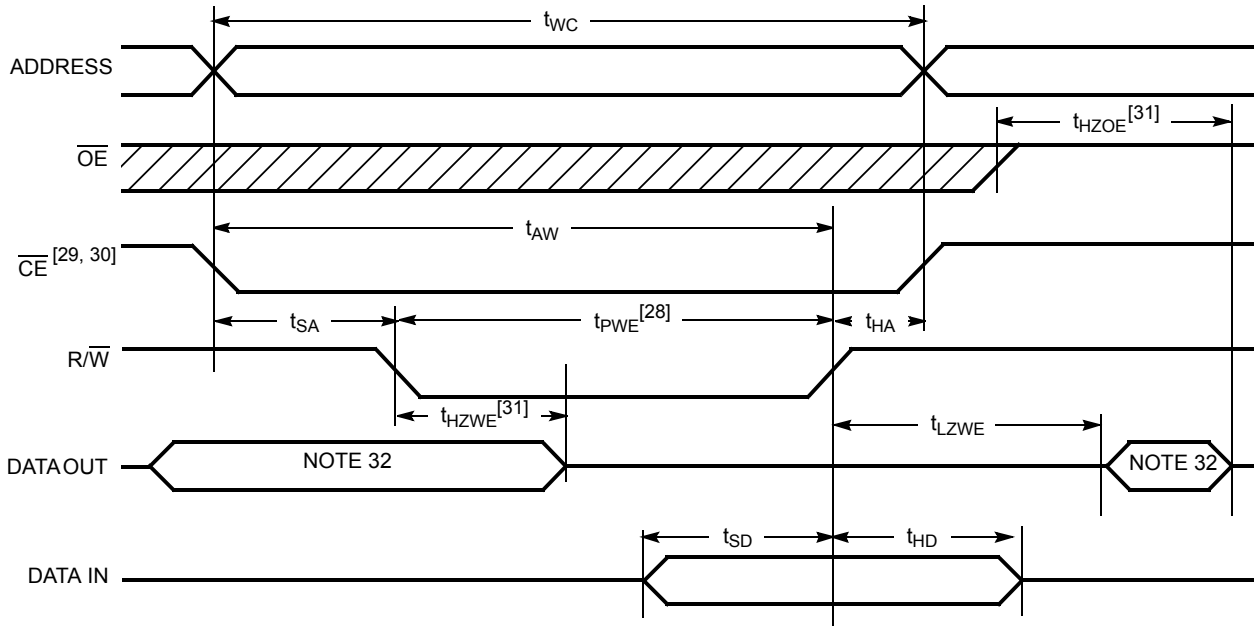 tWC
ADDRESS
tHZOE[31]
OE
tAW
CE [29, 30]
tSA
tPWE[28]
tHA
R/W
tHZWE[31]
tLZWE
DATA OUT
NOTE 32
NOTE 32
tSD
tHD
DATA IN